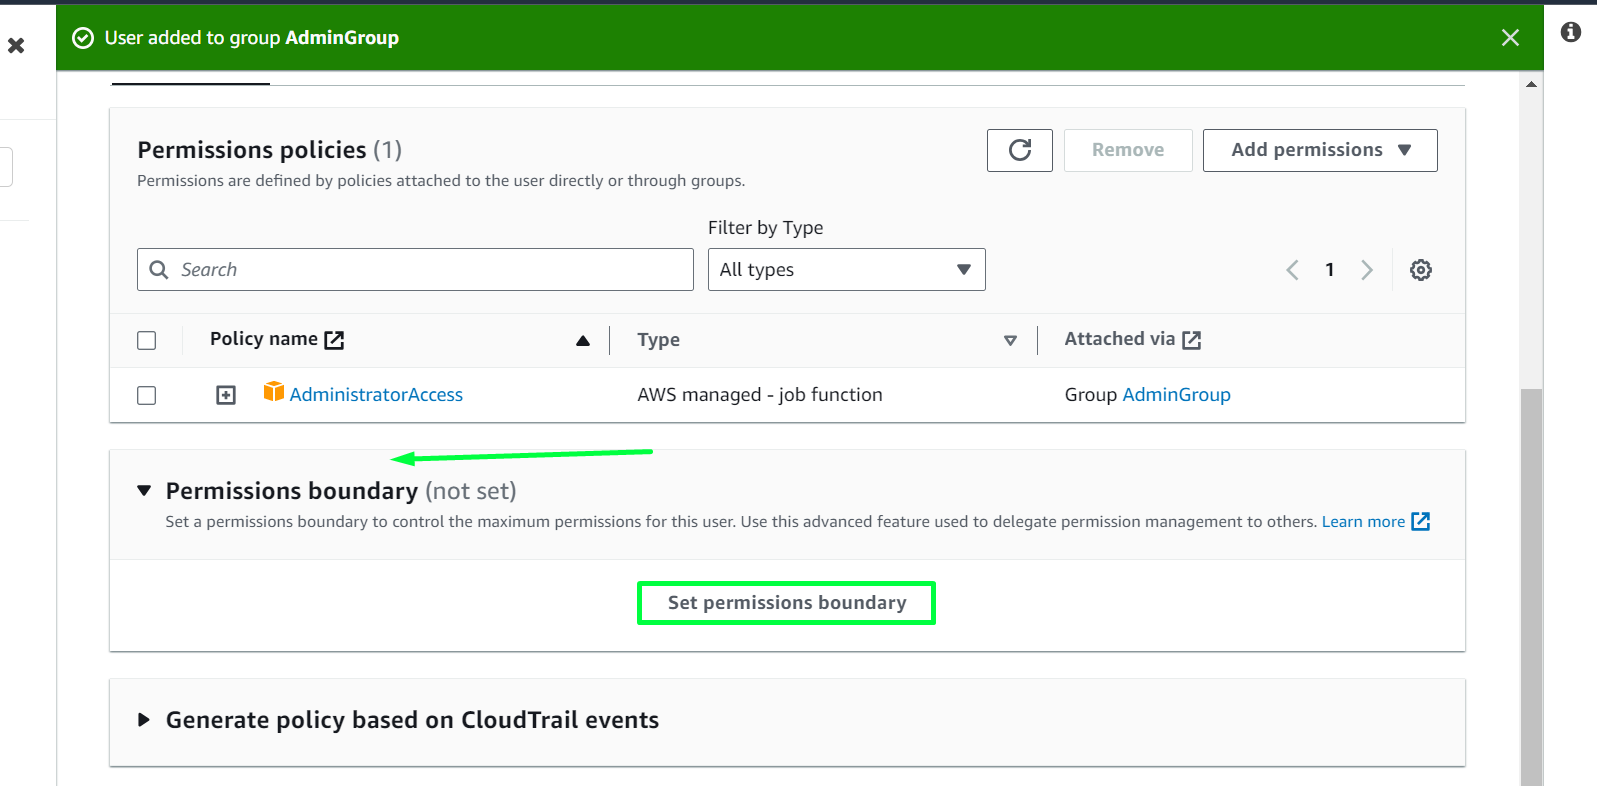 User added to group AdminGroup
Permissions policies (1)
Permissions are defined by policies attached to the user directly or through groups.
Remove
Add permissions
Filter by Type
Search
All types
1
Policy name
Type
Attached via
AdministratorAccess
AWS managed - job function
Group AdminGroup
Permissions boundary (not set)
Set a permissions boundary to control the maximum permissions for this user. Use this advanced feature used to delegate permission management to others. Learn more
Set permissions boundary
Generate policy based on CloudTrail events